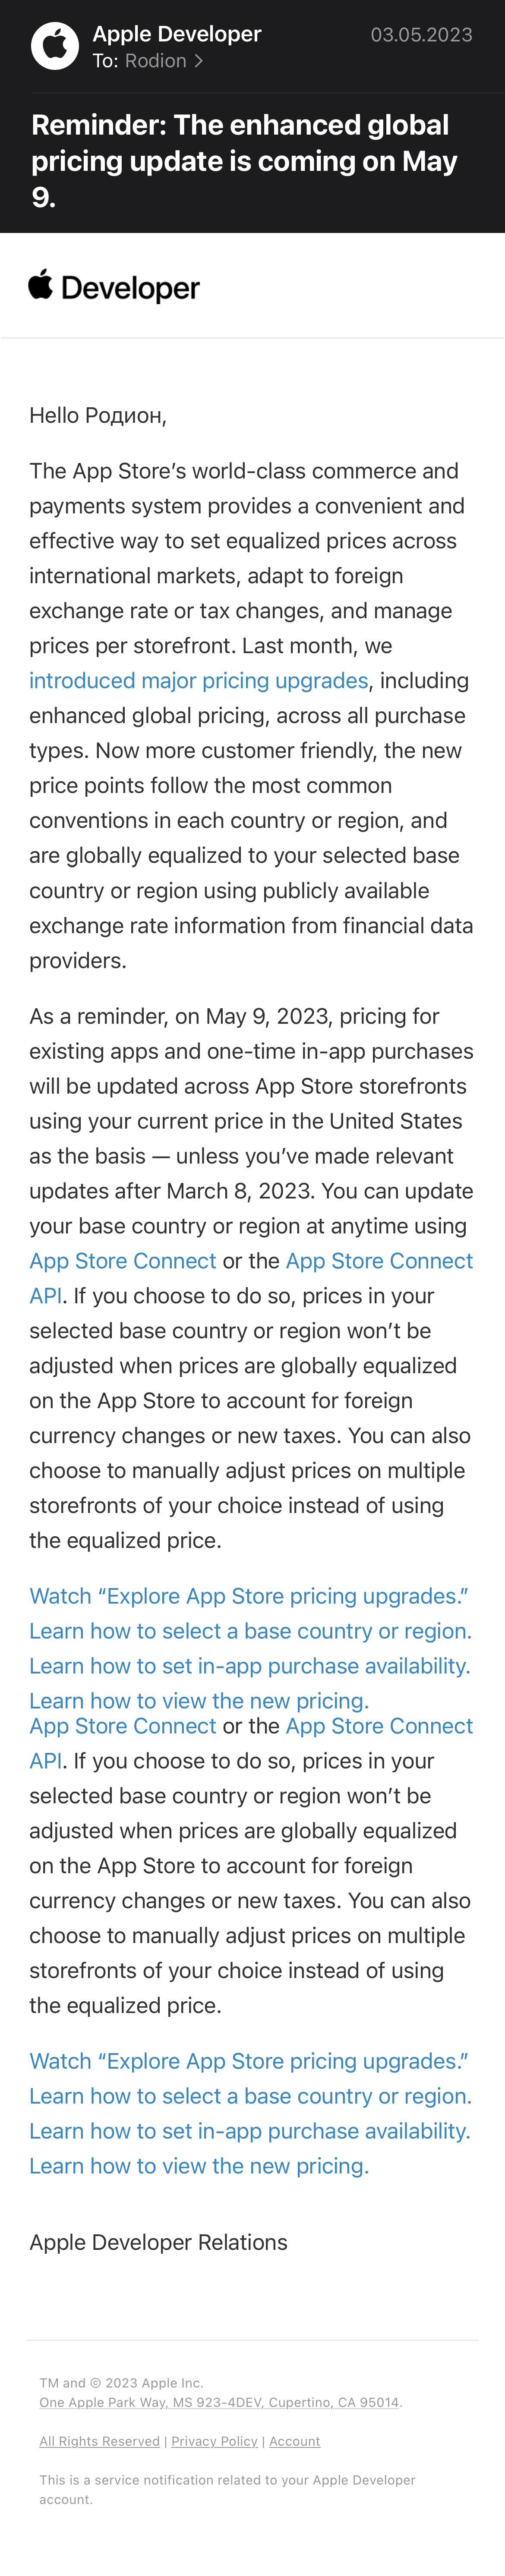 Apple Developer
03.05.2023
To: Rodion >
Reminder: The enhanced global
pricing update is coming on May
9.
Developer
Hello Родион,
The App Store’s world-class commerce and
payments system provides a convenient and
effective way to set equalized prices across
international markets, adapt to foreign
exchange rate or tax changes, and manage
prices per storefront. Last month, we
introduced major pricing upgrades, including
enhanced global pricing, across all purchase
types. Now more customer friendly, the new
price points follow the most common
conventions in each country or region, and
are globally equalized to your selected base
country or region using publicly available
exchange rate information from financial data
providers.
As a reminder, on May 9, 2023, pricing for
existing apps and one-time in-app purchases
will be updated across App Store storefronts
using your current price in the United States
as the basis — unless you’ve made relevant
updates after March 8, 2023. You can update
your base country or region at anytime using
App Store Connect or the App Store Connect
API. If you choose to do so, prices in your
selected base country or region won’t be
adjusted when prices are globally equalized
on the App Store to account for foreign
currency changes or new taxes. You can also
choose to manually adjust prices on multiple
storefronts of your choice instead of using
the equalized price.
Watch “Explore App Store pricing upgrades.”
Learn how to select a base country or region.
Learn how to set in-app purchase availability.
Learn how to view the new pricing.
App Store Connect or the App Store Connect
API. If you choose to do so, prices in your
selected base country or region won’t be
adjusted when prices are globally equalized
on the App Store to account for foreign
currency changes or new taxes. You can also
choose to manually adjust prices on multiple
storefronts of your choice instead of using
the equalized price.
Watch “Explore App Store pricing upgrades.”
Learn how to select a base country or region.
Learn how to set in-app purchase availability.
Learn how to view the new pricing.
Apple Developer Relations
TM and © 2023 Apple Inc.
One Apple Park Way, MS 923-4DEV, Cupertino, CA 95014.
All Rights Reserved | Privacy Policy | Account
This is a service notification related to your Apple Developer
account.